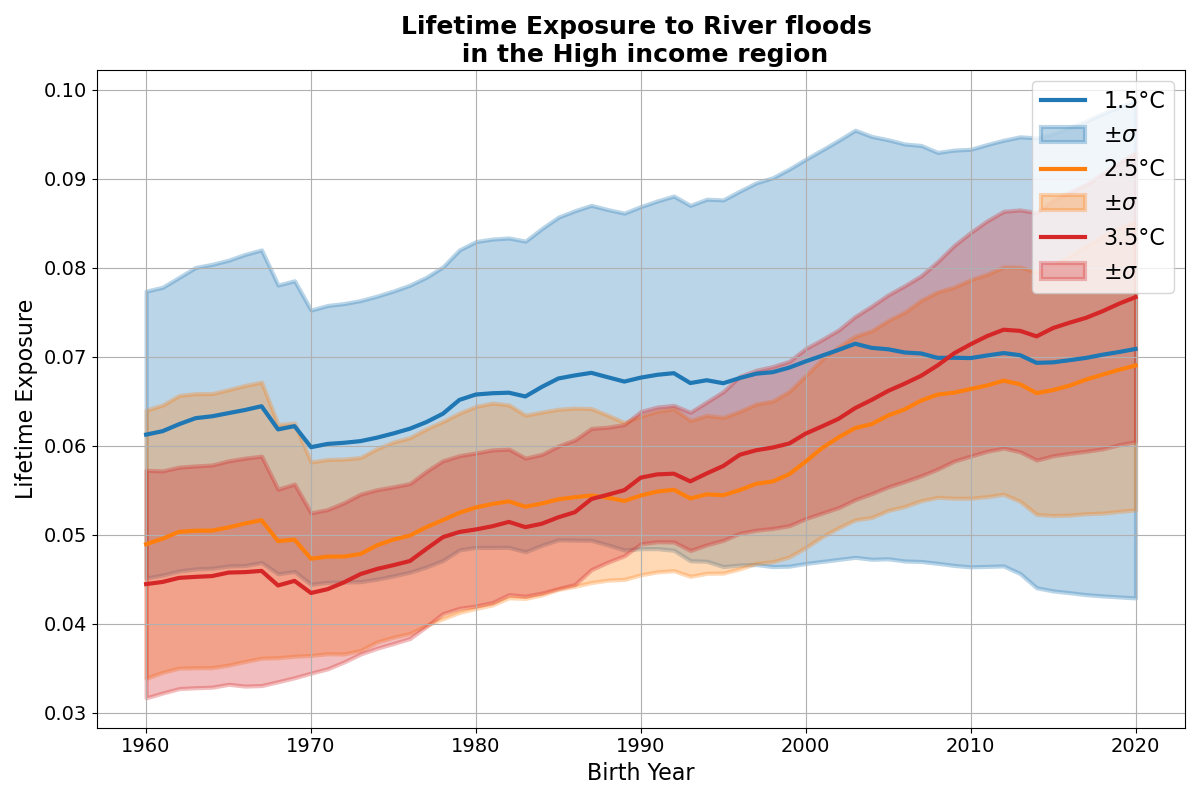 Lifetime Exposure to River floods
in the High income region
Lifetime Exposure
0.10
0.09
0.08
0.07
0.06
0.05
0.04
0.03
1.5°C
±σ
2.5°C
±σ
3.5°C
±σ
1960 1970 1980 1990 2000 2010 2020
Birth Year